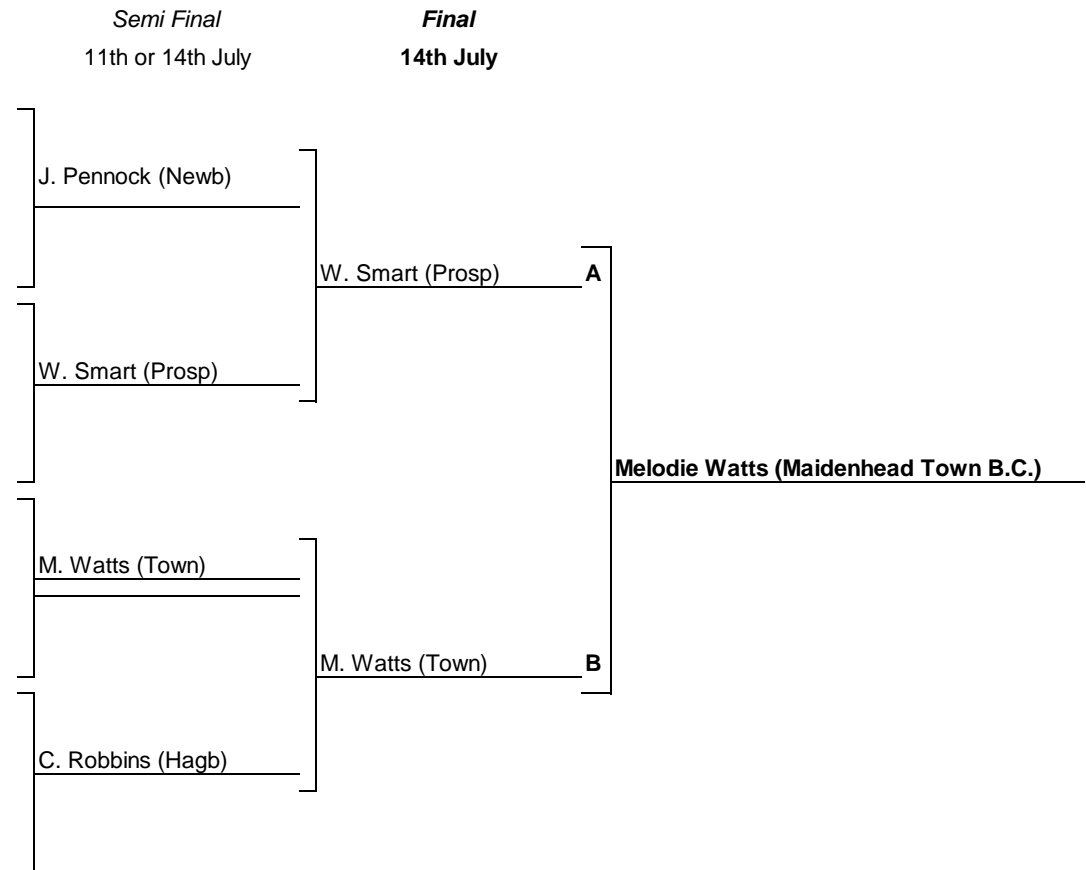 Semi Final Final
11th or 14th July 14th July
J. Pennock (Newb)
W. Smart (Prosp) A
W. Smart (Prosp)
Melodie Watts (Maidenhead Town B.C.)
M. Watts (Town)
M. Watts (Town) B
C. Robbins (Hagb)